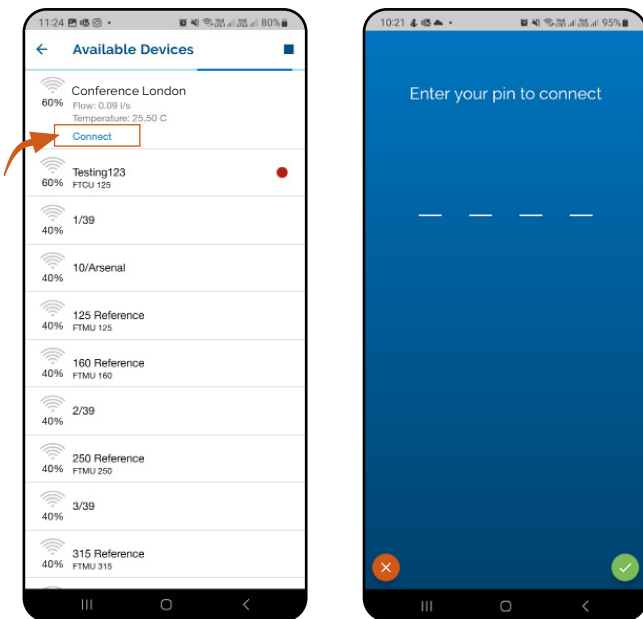 11:24
80%
Available Devices
Conference London
60%
Flow: 0.09 l/s
Temperature: 25.50 C
Connect
Testing123
60%
FTCU 125
1/39
40%
10/Arsenal
40%
125 Reference
40%
FTMU 125
160 Reference
40%
FTMU 160
2/39
40%
250 Reference
40%
FTMU 250
3/39
40%
315 Reference
40%
FTMU 315
10:21
95%
Enter your pin to connect